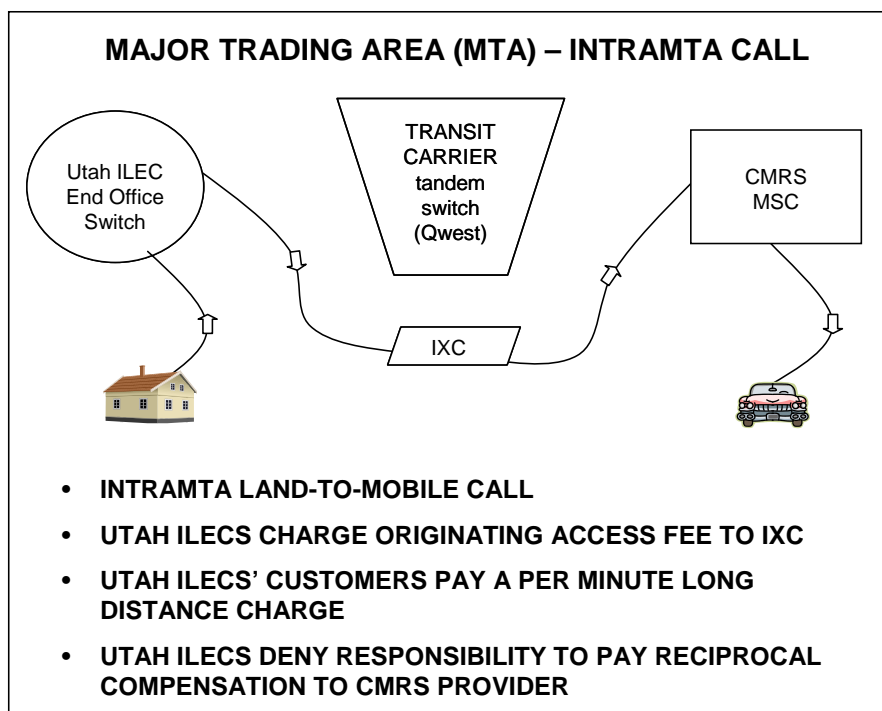 MAJOR TRADING AREA (MTA) – INTRAMTA CALL
Utah ILEC
End Office
Switch
TRANSIT
CARRIER
tandem
switch
(Qwest)
CMRS
MSC
IXC
• INTRAMTA LAND-TO-MOBILE CALL
• UTAH ILECS CHARGE ORIGINATING ACCESS FEE TO IXC
• UTAH ILECS’ CUSTOMERS PAY A PER MINUTE LONG
DISTANCE CHARGE
• UTAH ILECS DENY RESPONSIBILITY TO PAY RECIPROCAL
COMPENSATION TO CMRS PROVIDER